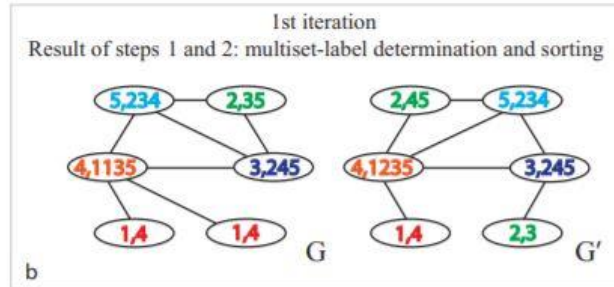 1st iteration
Result of steps 1 and 2: multiset-label determination and sorting
5,234 2,35 2,45 5,234
4,1135 3,245 4,1235 3,245
1,4 1,4 G 1,4 2,3 G′
b